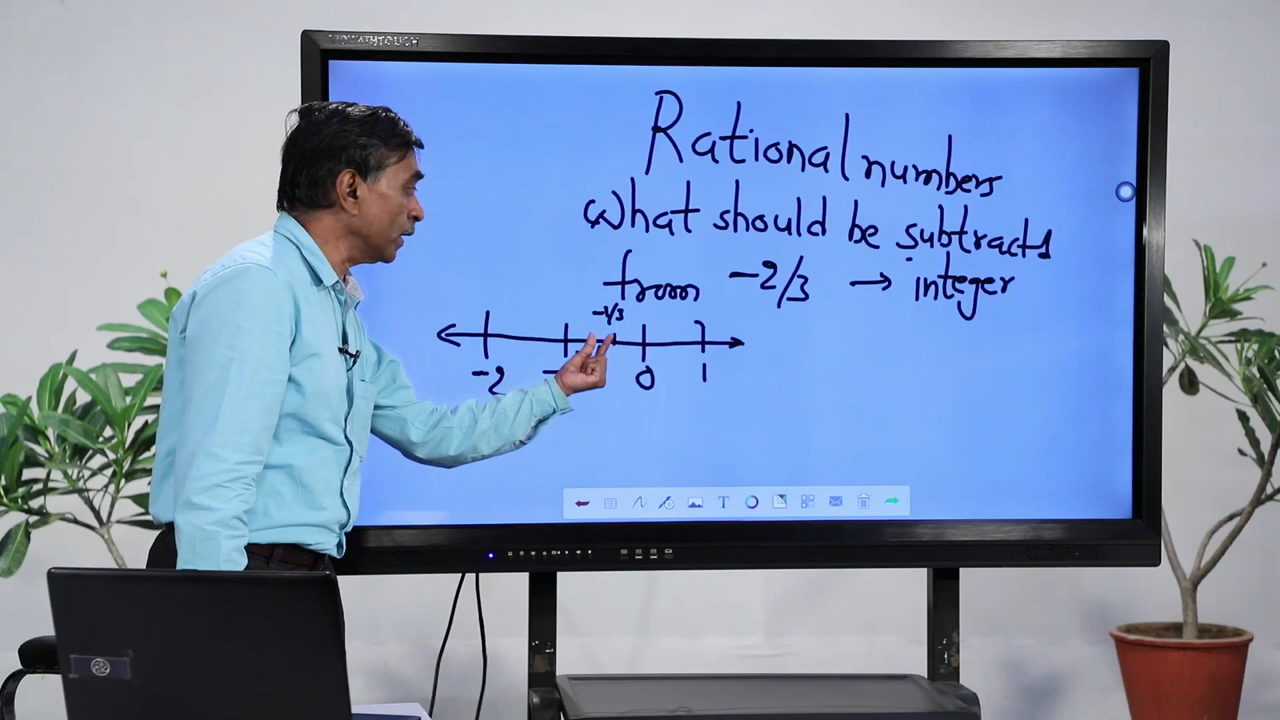 Rational numbers
What should be subtracts
from -2/3 → integer
-1/3
-2 0 1
T